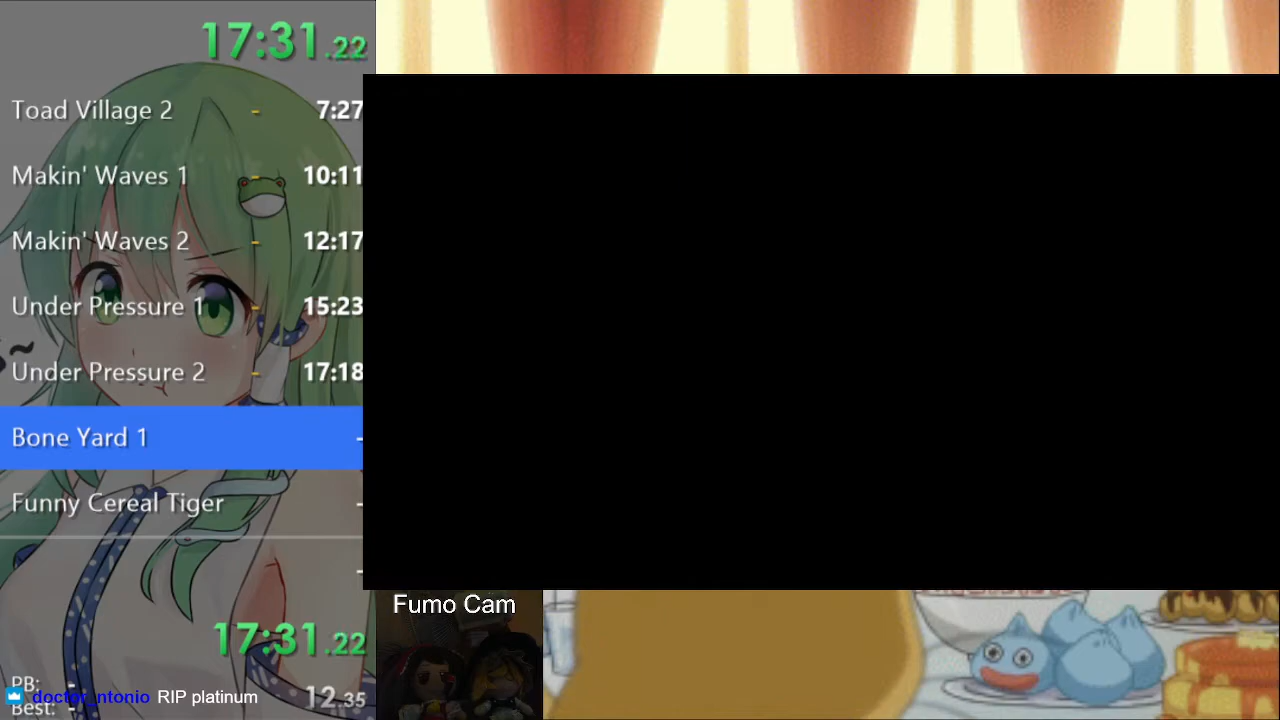 17:31.22
Toad Village 2 - 7:27
Makin' Waves 1 - 10:11
Makin' Waves 2 - 12:17
Under Pressure 1 - 15:23
Under Pressure 2 - 17:18
Bone Yard 1 -
Funny Cereal Tiger -
-
Fumo Cam
17:31.22
PB: -
doctor_ntonio RIP platinum
12.35
Best: -